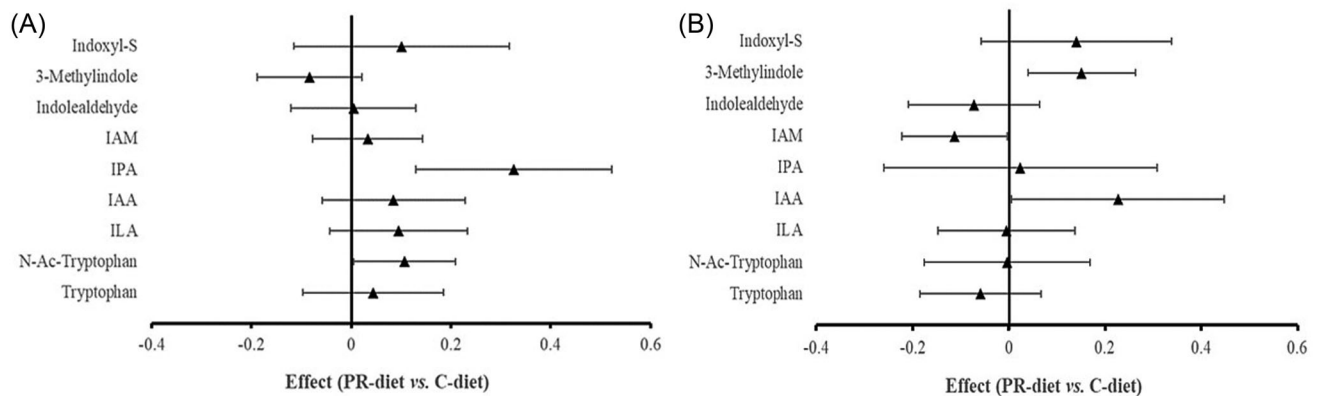 (A)
Indoxyl-S
3-Methylindole
Indolealdehyde
IAM
IPA
IAA
ILA
N-Ac-Tryptophan
Tryptophan
-0.4 -0.2 0 0.2 0.4 0.6
Effect (PR-diet vs. C-diet)
(B)
Indoxyl-S
3-Methylindole
Indolealdehyde
IAM
IPA
IAA
ILA
N-Ac-Tryptophan
Tryptophan
-0.4 -0.2 0 0.2 0.4 0.6
Effect (PR-diet vs. C-diet)